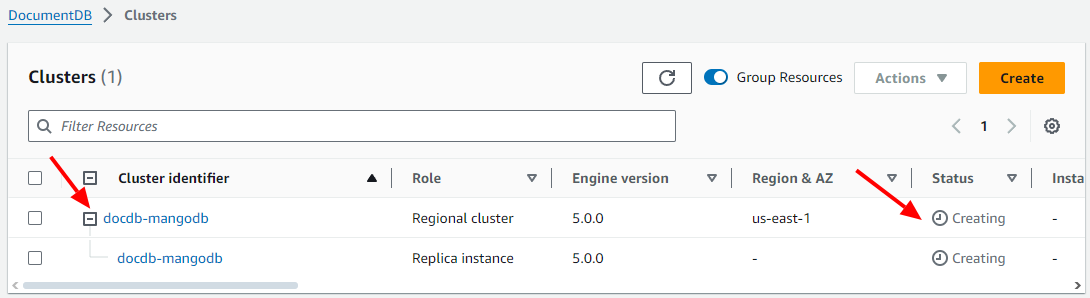 DocumentDB > Clusters
Clusters (1) Group Resources Actions Create
Filter Resources 1
Cluster identifier Role Engine version Region & AZ Status Insta
docdb-mangodb Regional cluster 5.0.0 us-east-1 Creating -
docdb-mangodb Replica instance 5.0.0 - Creating -